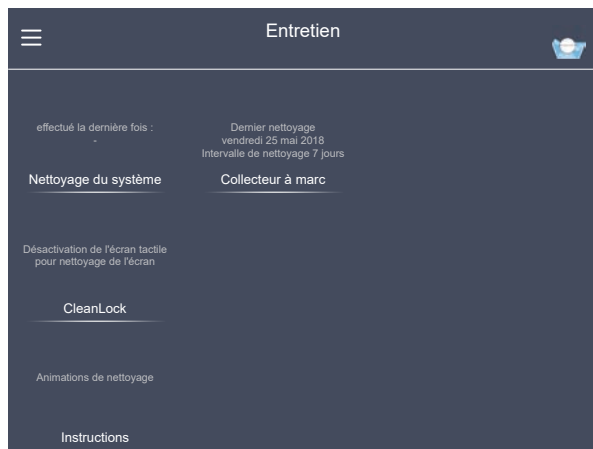 Entretien
effectué la dernière fois :
-
Nettoyage du système
Dernier nettoyage
vendredi 25 mai 2018
Intervalle de nettoyage 7 jours
Collecteur à marc
Désactivation de l'écran tactile
pour nettoyage de l'écran
CleanLock
Animations de nettoyage
Instructions